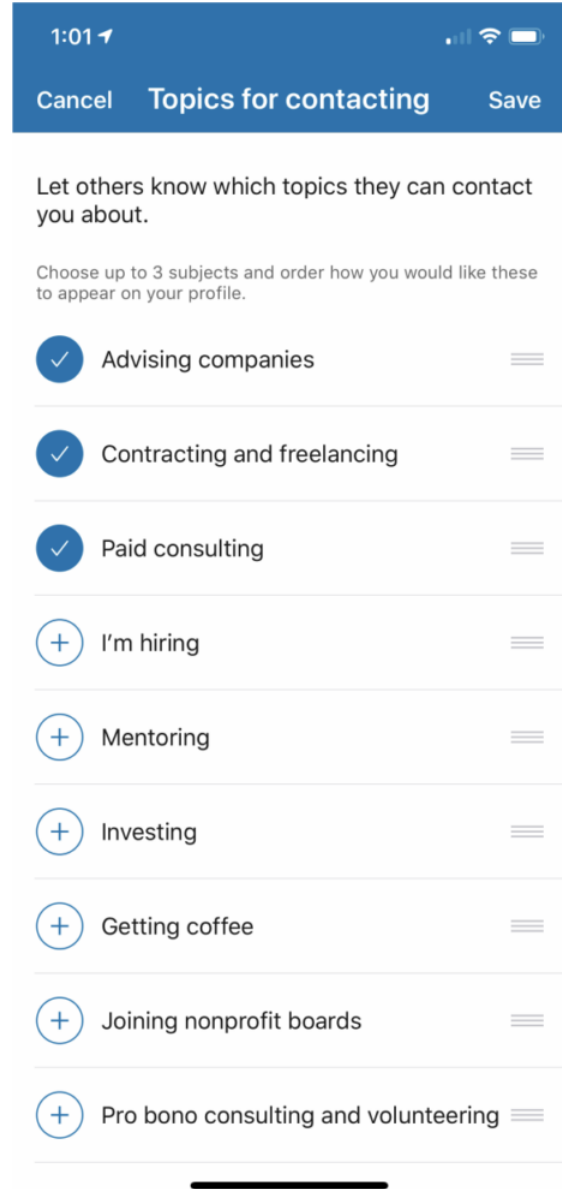 1:01
Cancel Topics for contacting Save
Let others know which topics they can contact
you about.
Choose up to 3 subjects and order how you would like these
to appear on your profile.
Advising companies
Contracting and freelancing
Paid consulting
I’m hiring
Mentoring
Investing
Getting coffee
Joining nonprofit boards
Pro bono consulting and volunteering